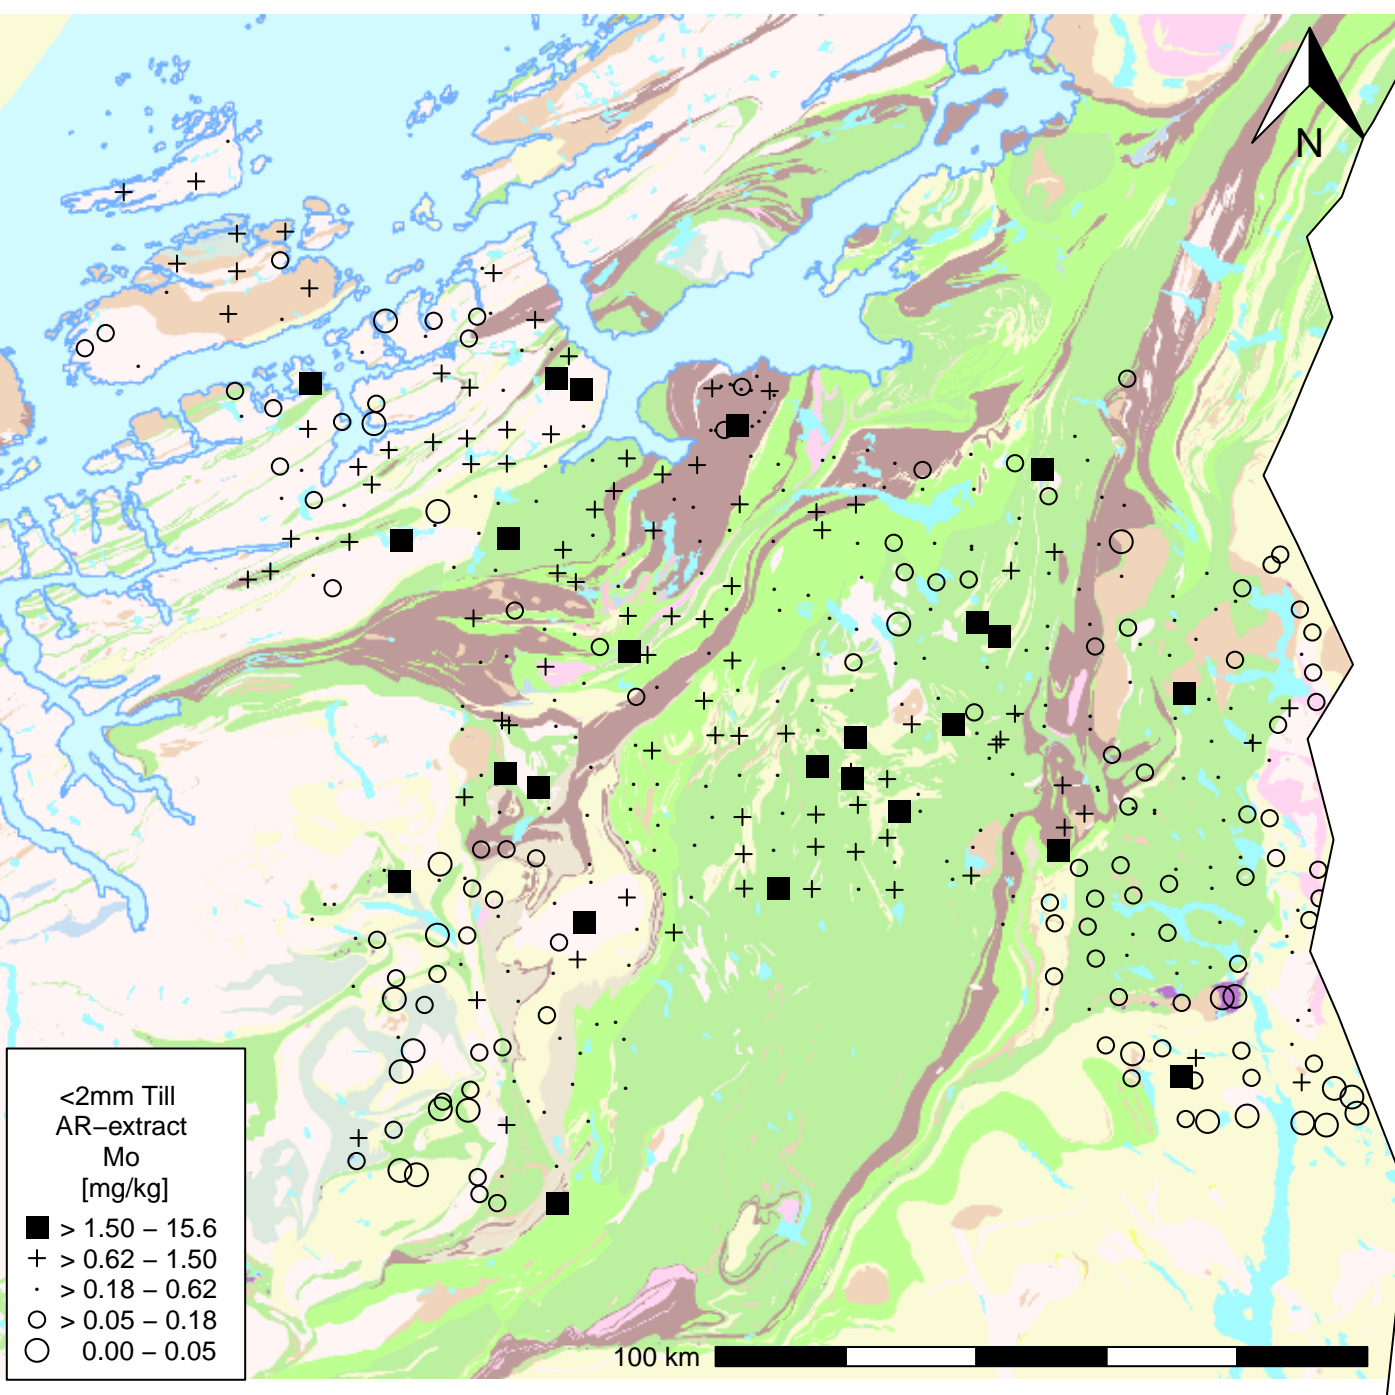 N
<2mm Till
AR−extract
Mo
[mg/kg]
> 1.50 − 15.6
> 0.62 − 1.50
> 0.18 − 0.62
> 0.05 − 0.18
0.00 − 0.05
100 km